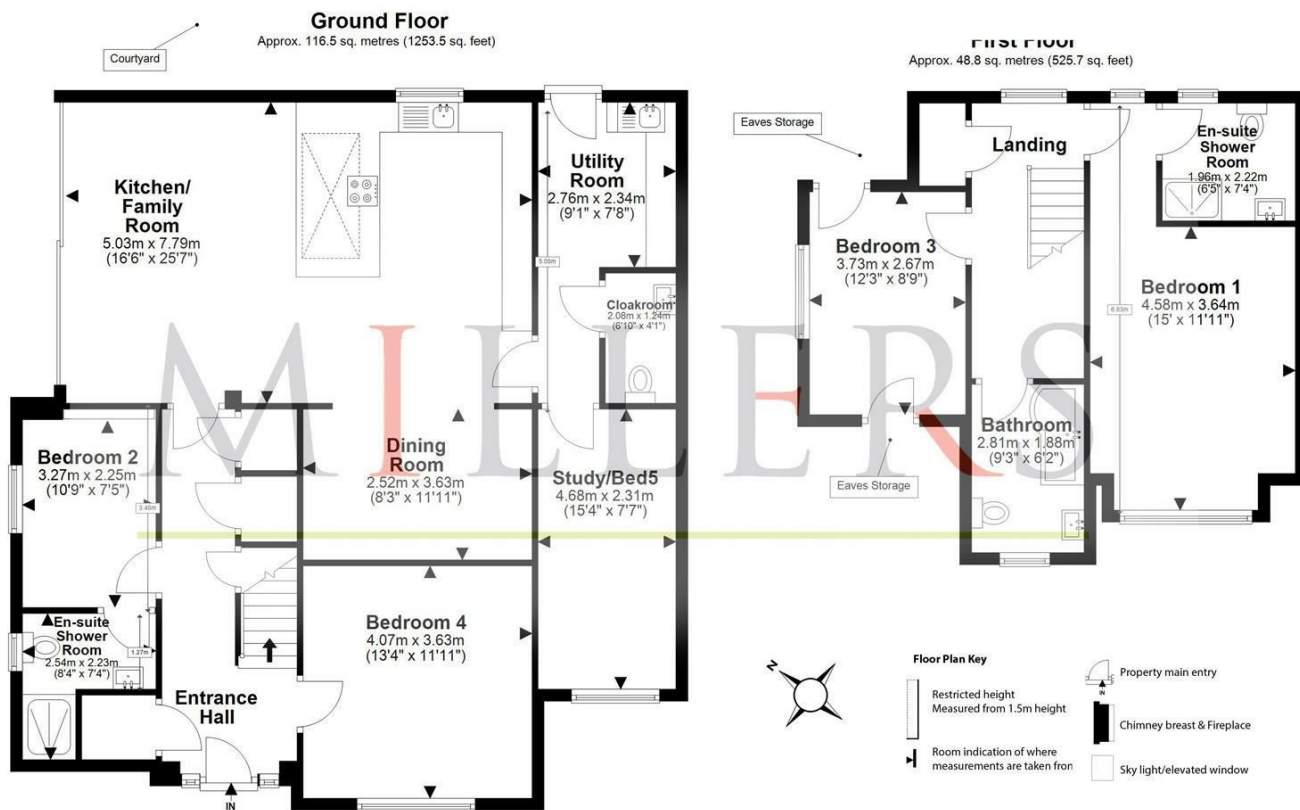 Ground Floor
Approx. 116.5 sq. metres (1253.5 sq. feet)
Courtyard
Kitchen/
Family
Room
5.03m x 7.79m
(16'6" x 25'7")
Utility
Room
2.76m x 2.34m
(9'1" x 7'8")
5.05m
Cloakroom
2.08m x 1.24m
(6'10" x 4'1")
Bedroom 2
3.27m x 2.25m
(10'9" x 7'5")
3.48m
Dining
Room
2.52m x 3.63m
(8'3" x 11'11")
Study/Bed5
4.68m x 2.31m
(15'4" x 7'7")
En-suite
Shower
Room
2.54m x 2.23m
(8'4" x 7'4")
1.27m
Bedroom 4
4.07m x 3.63m
(13'4" x 11'11")
Entrance
Hall
IN
First Floor
Approx. 48.8 sq. metres (525.7 sq. feet)
Eaves Storage
Landing
En-suite
Shower
Room
1.96m x 2.22m
(6'5" x 7'4")
Bedroom 3
3.73m x 2.67m
(12'3" x 8'9")
Bedroom 1
4.58m x 3.64m
(15' x 11'11")
6.03m
Bathroom
2.81m x 1.88m
(9'3" x 6'2")
Eaves Storage
MILLERS
N
Floor Plan Key
Restricted height
Measured from 1.5m height
Room indication of where
measurements are taken from
Property main entry
IN
Chimney breast & Fireplace
Sky light/elevated window